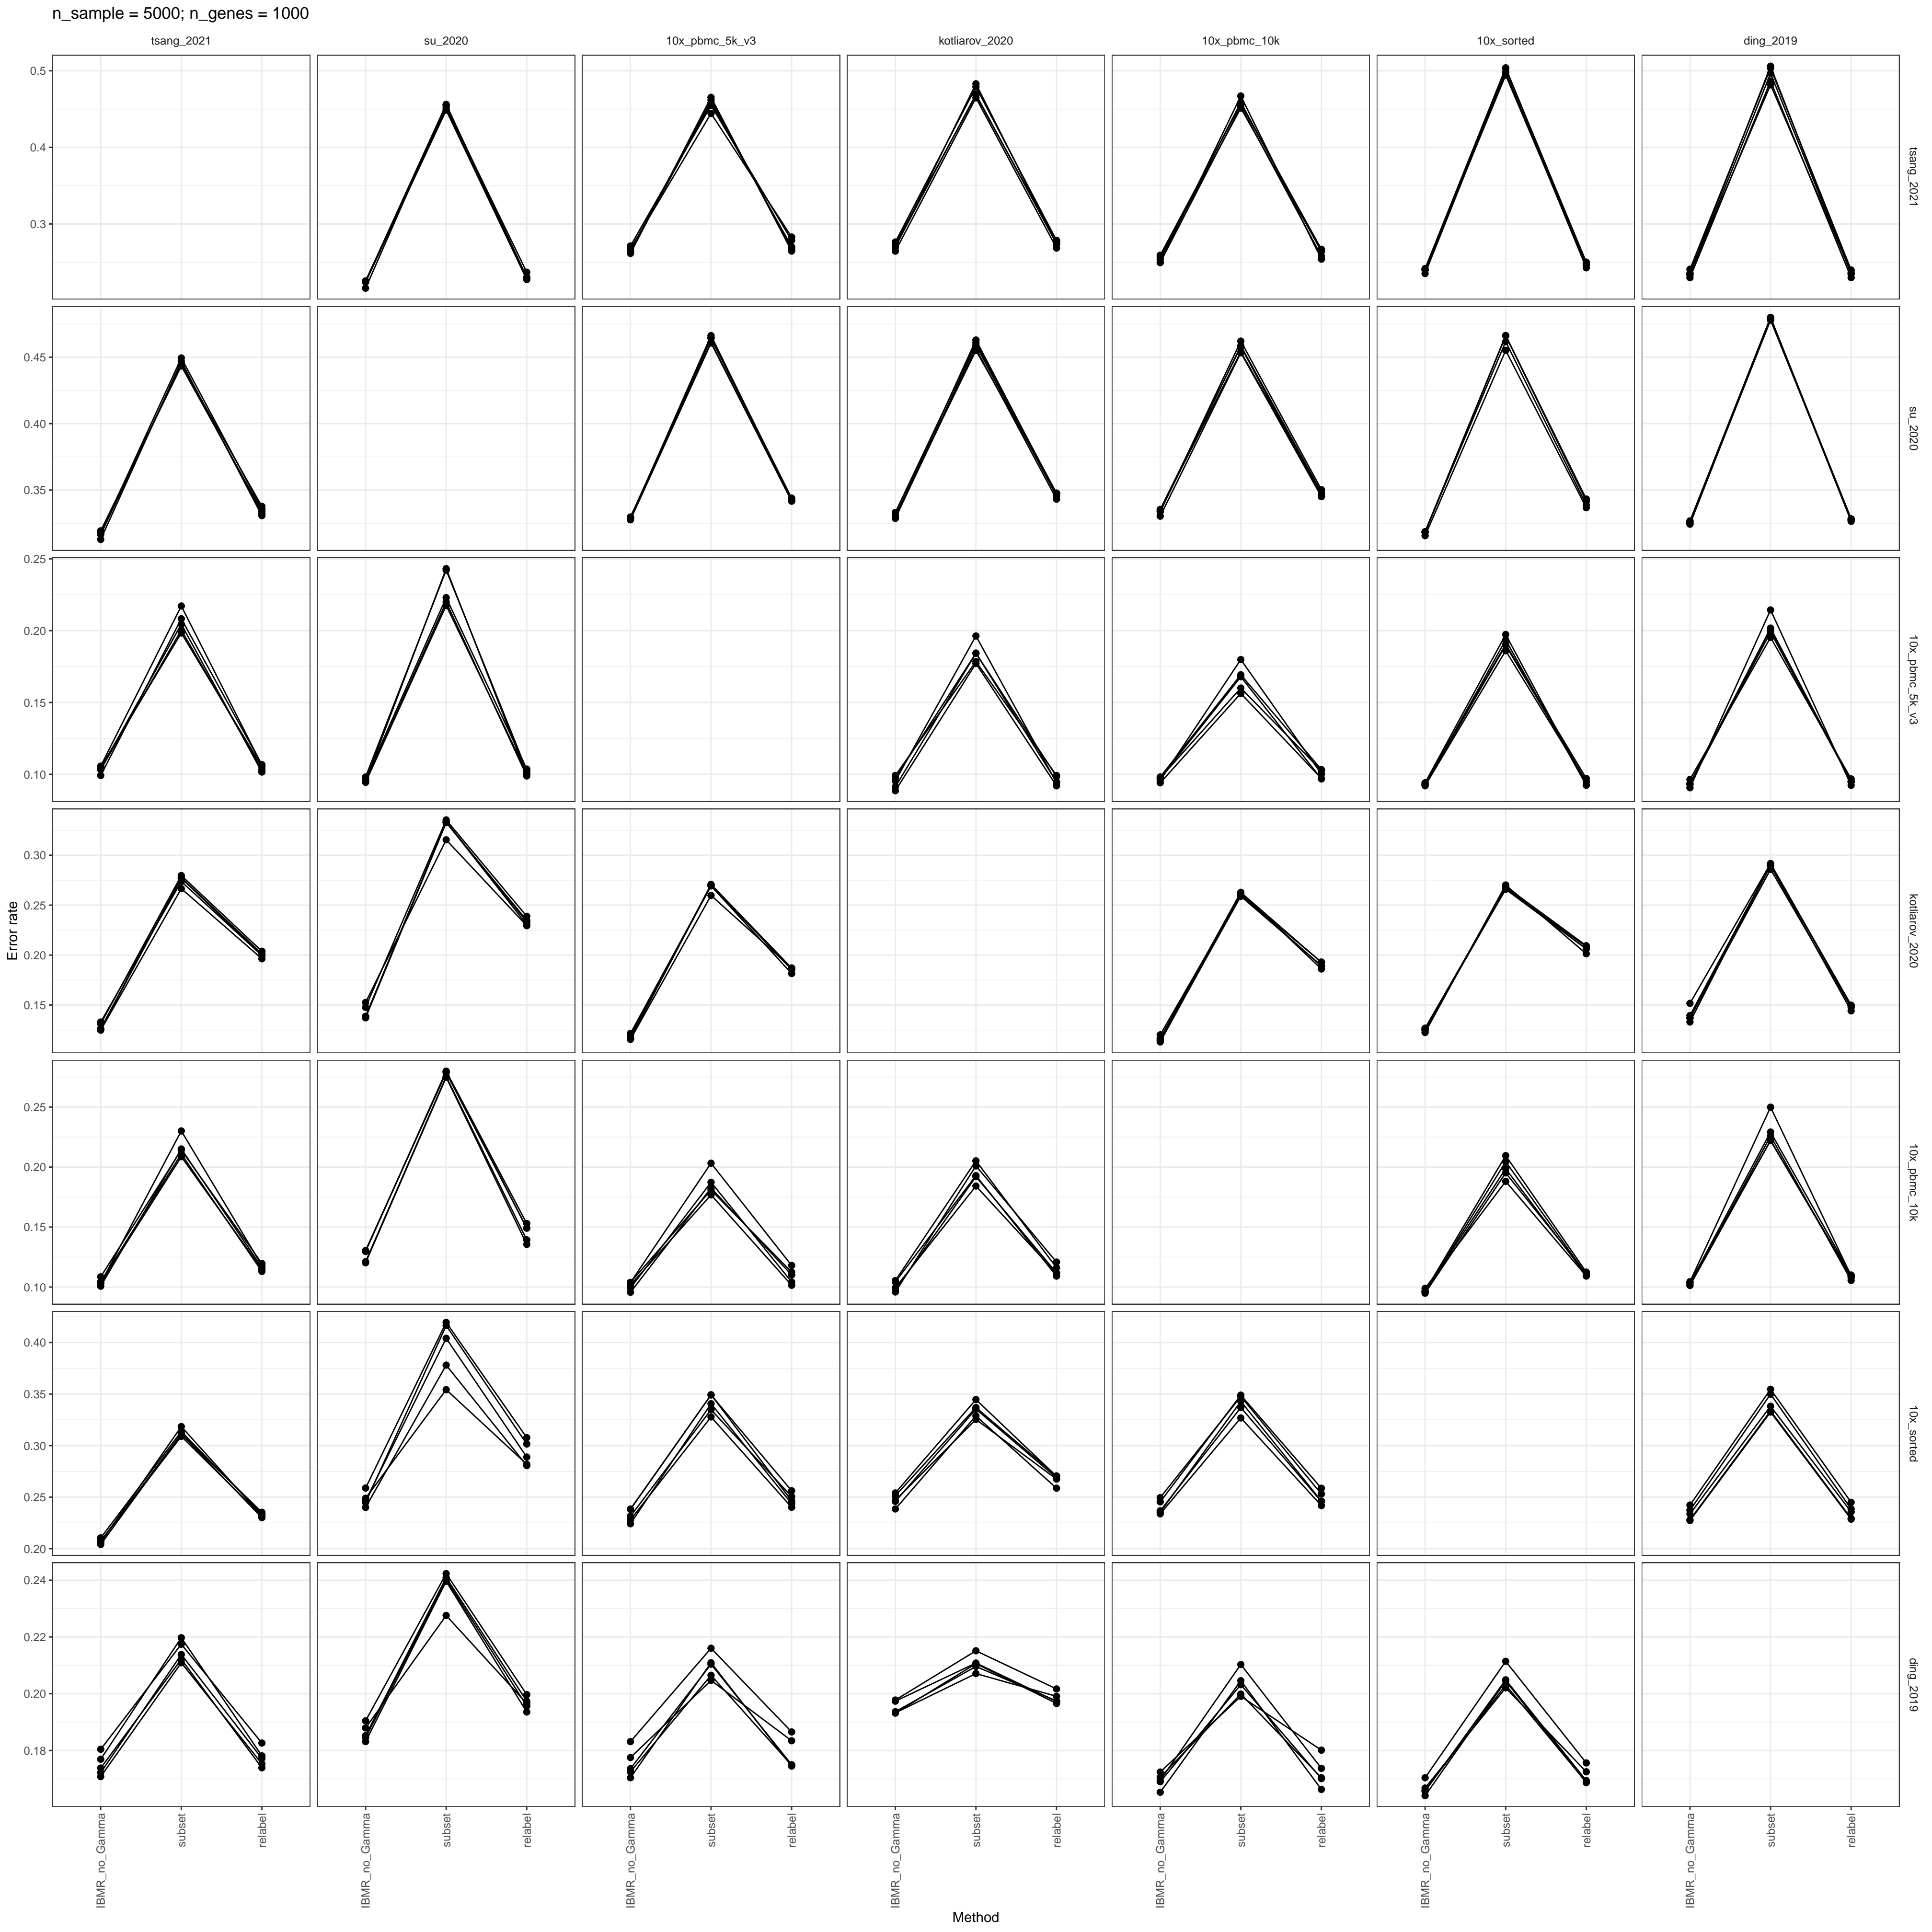 n_sample = 5000; n_genes = 1000
tsang_2021 su_2020 10x_pbmc_5k_v3 kotliarov_2020 10x_pbmc_10k 10x_sorted ding_2019
0.5
0.4
0.3
tsang_2021
0.45
0.40
0.35
su_2020
0.25
0.20
0.15
0.10
10x_pbmc_5k_v3
0.30
0.25
0.20
0.15
kotliarov_2020
Error rate
0.25
0.20
0.15
0.10
10x_pbmc_10k
0.40
0.35
0.30
0.25
0.20
10x_sorted
0.24
0.22
0.20
0.18
ding_2019
IBMR_no_Gamma subset relabel IBMR_no_Gamma subset relabel IBMR_no_Gamma subset relabel IBMR_no_Gamma subset relabel IBMR_no_Gamma subset relabel IBMR_no_Gamma subset relabel IBMR_no_Gamma subset relabel
Method